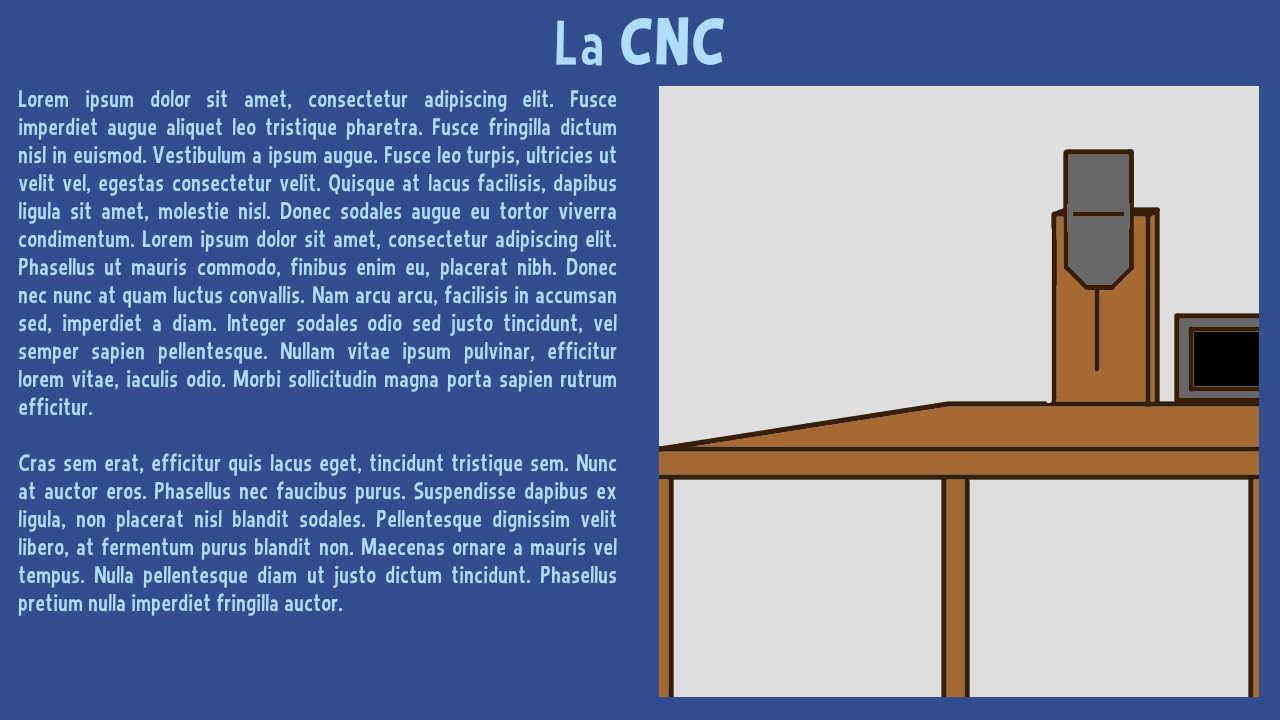 La CNC
Lorem ipsum dolor sit amet, consectetur adipiscing elit. Fusce
imperdiet augue aliquet leo tristique pharetra. Fusce fringilla dictum
nisl in euismod. Vestibulum a ipsum augue. Fusce leo turpis, ultricies ut
velit vel, egestas consectetur velit. Quisque at lacus facilisis, dapibus
ligula sit amet, molestie nisl. Donec sodales augue eu tortor viverra
condimentum. Lorem ipsum dolor sit amet, consectetur adipiscing elit.
Phasellus ut mauris commodo, finibus enim eu, placerat nibh. Donec
nec nunc at quam luctus convallis. Nam arcu arcu, facilisis in accumsan
sed, imperdiet a diam. Integer sodales odio sed justo tincidunt, vel
semper sapien pellentesque. Nullam vitae ipsum pulvinar, efficitur
lorem vitae, iaculis odio. Morbi sollicitudin magna porta sapien rutrum
efficitur.
Cras sem erat, efficitur quis lacus eget, tincidunt tristique sem. Nunc
at auctor eros. Phasellus nec faucibus purus. Suspendisse dapibus ex
ligula, non placerat nisl blandit sodales. Pellentesque dignissim velit
libero, at fermentum purus blandit non. Maecenas ornare a mauris vel
tempus. Nulla pellentesque diam ut justo dictum tincidunt. Phasellus
pretium nulla imperdiet fringilla auctor.